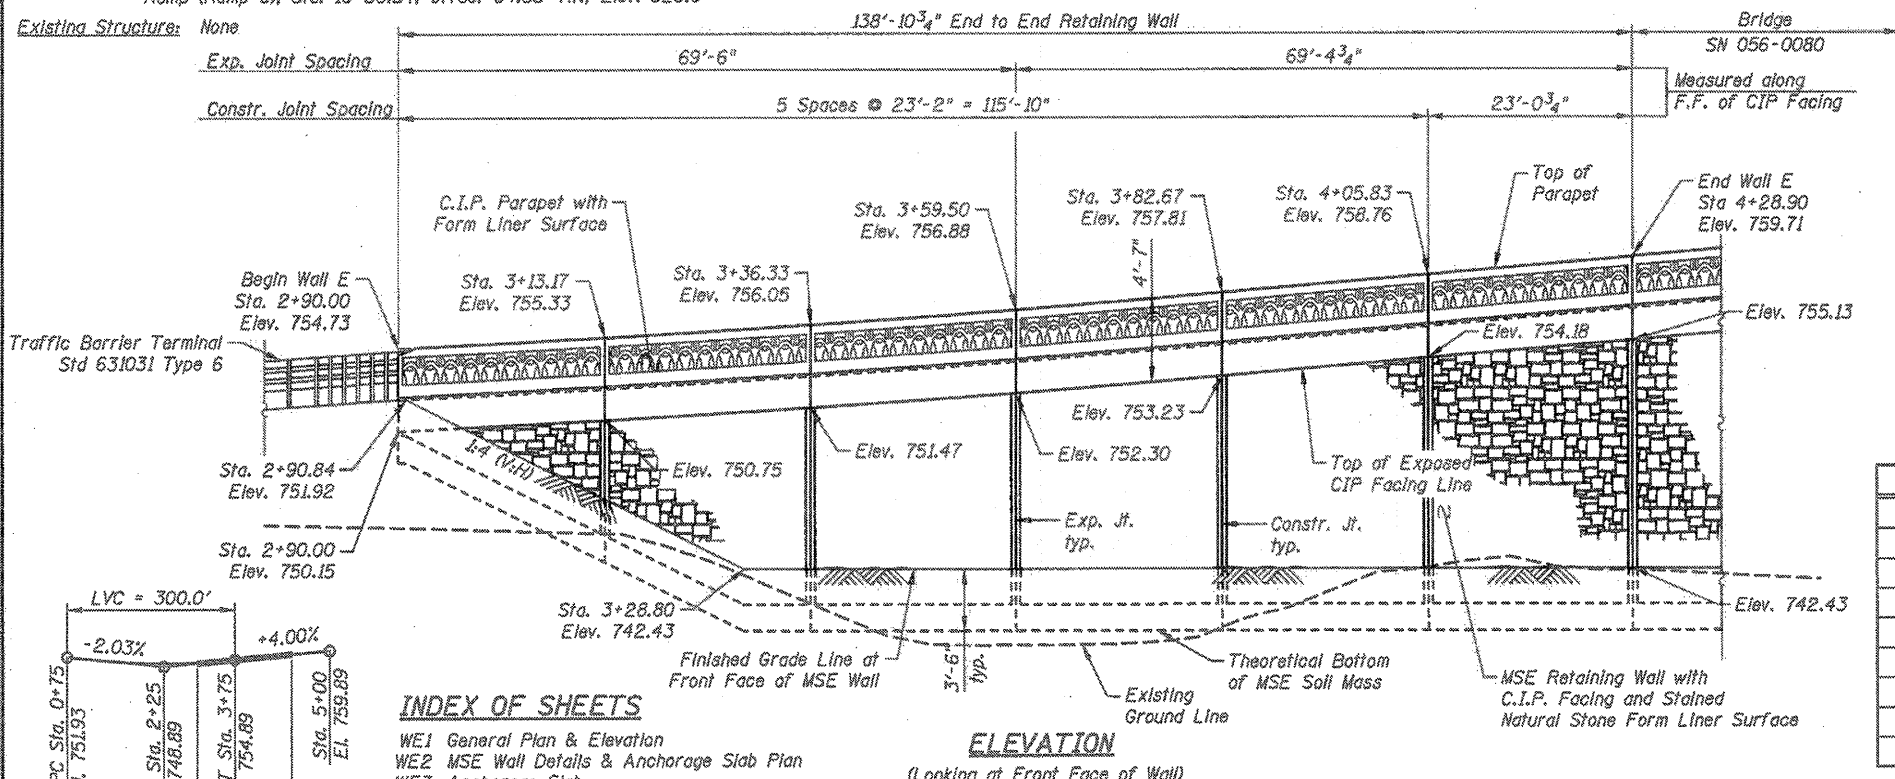 Existing Structure: None
138'-10¾" End to End Retaining Wall
Bridge
SN 056-0080
Exp. Joint Spacing
69'-6"
69'-4¾"
Measured along
F.F. of CIP Facing
Constr. Joint Spacing
5 Spaces @ 23'-2" = 115'-10"
23'-0¾"
C.I.P. Parapet with
Form Liner Surface
Sta. 3+59.50
Elev. 756.88
Sta. 3+82.67
Elev. 757.81
Sta. 4+05.83
Elev. 758.76
Top of
Parapet
End Wall E
Sta 4+28.90
Elev. 759.71
Begin Wall E
Sta. 2+90.00
Elev. 754.73
Sta. 3+13.17
Elev. 755.33
Sta. 3+36.33
Elev. 756.05
4'-7"
Traffic Barrier Terminal
Std 631031 Type 6
Elev. 754.18
Elev. 755.13
Elev. 753.23
Sta. 2+90.84
Elev. 751.92
1:4 (V:H)
Elev. 750.75
Elev. 751.47
Elev. 752.30
Top of Exposed
CIP Facing Line
Exp. Jt.
typ.
Constr. Jt.
typ.
Sta. 2+90.00
Elev. 750.15
Sta. 3+28.80
Elev. 742.43
Elev. 742.43
LVC = 300.0'
-2.03%
+4.00%
Finished Grade Line at
Front Face of MSE Wall
3'-6"
typ.
Theoretical Bottom
of MSE Soil Mass
Existing
Ground Line
MSE Retaining Wall with
C.I.P. Facing and Stained
Natural Stone Form Liner Surface
PC Sta. 0+75
751.93
Sta. 2+25
748.89
Sta. 3+75
754.89
Sta. 5+00
El. 759.89
INDEX OF SHEETS
WE1 General Plan & Elevation
WE2 MSE Wall Details & Anchorage Slab Plan
ELEVATION
(Looking at Front Face of Wall)